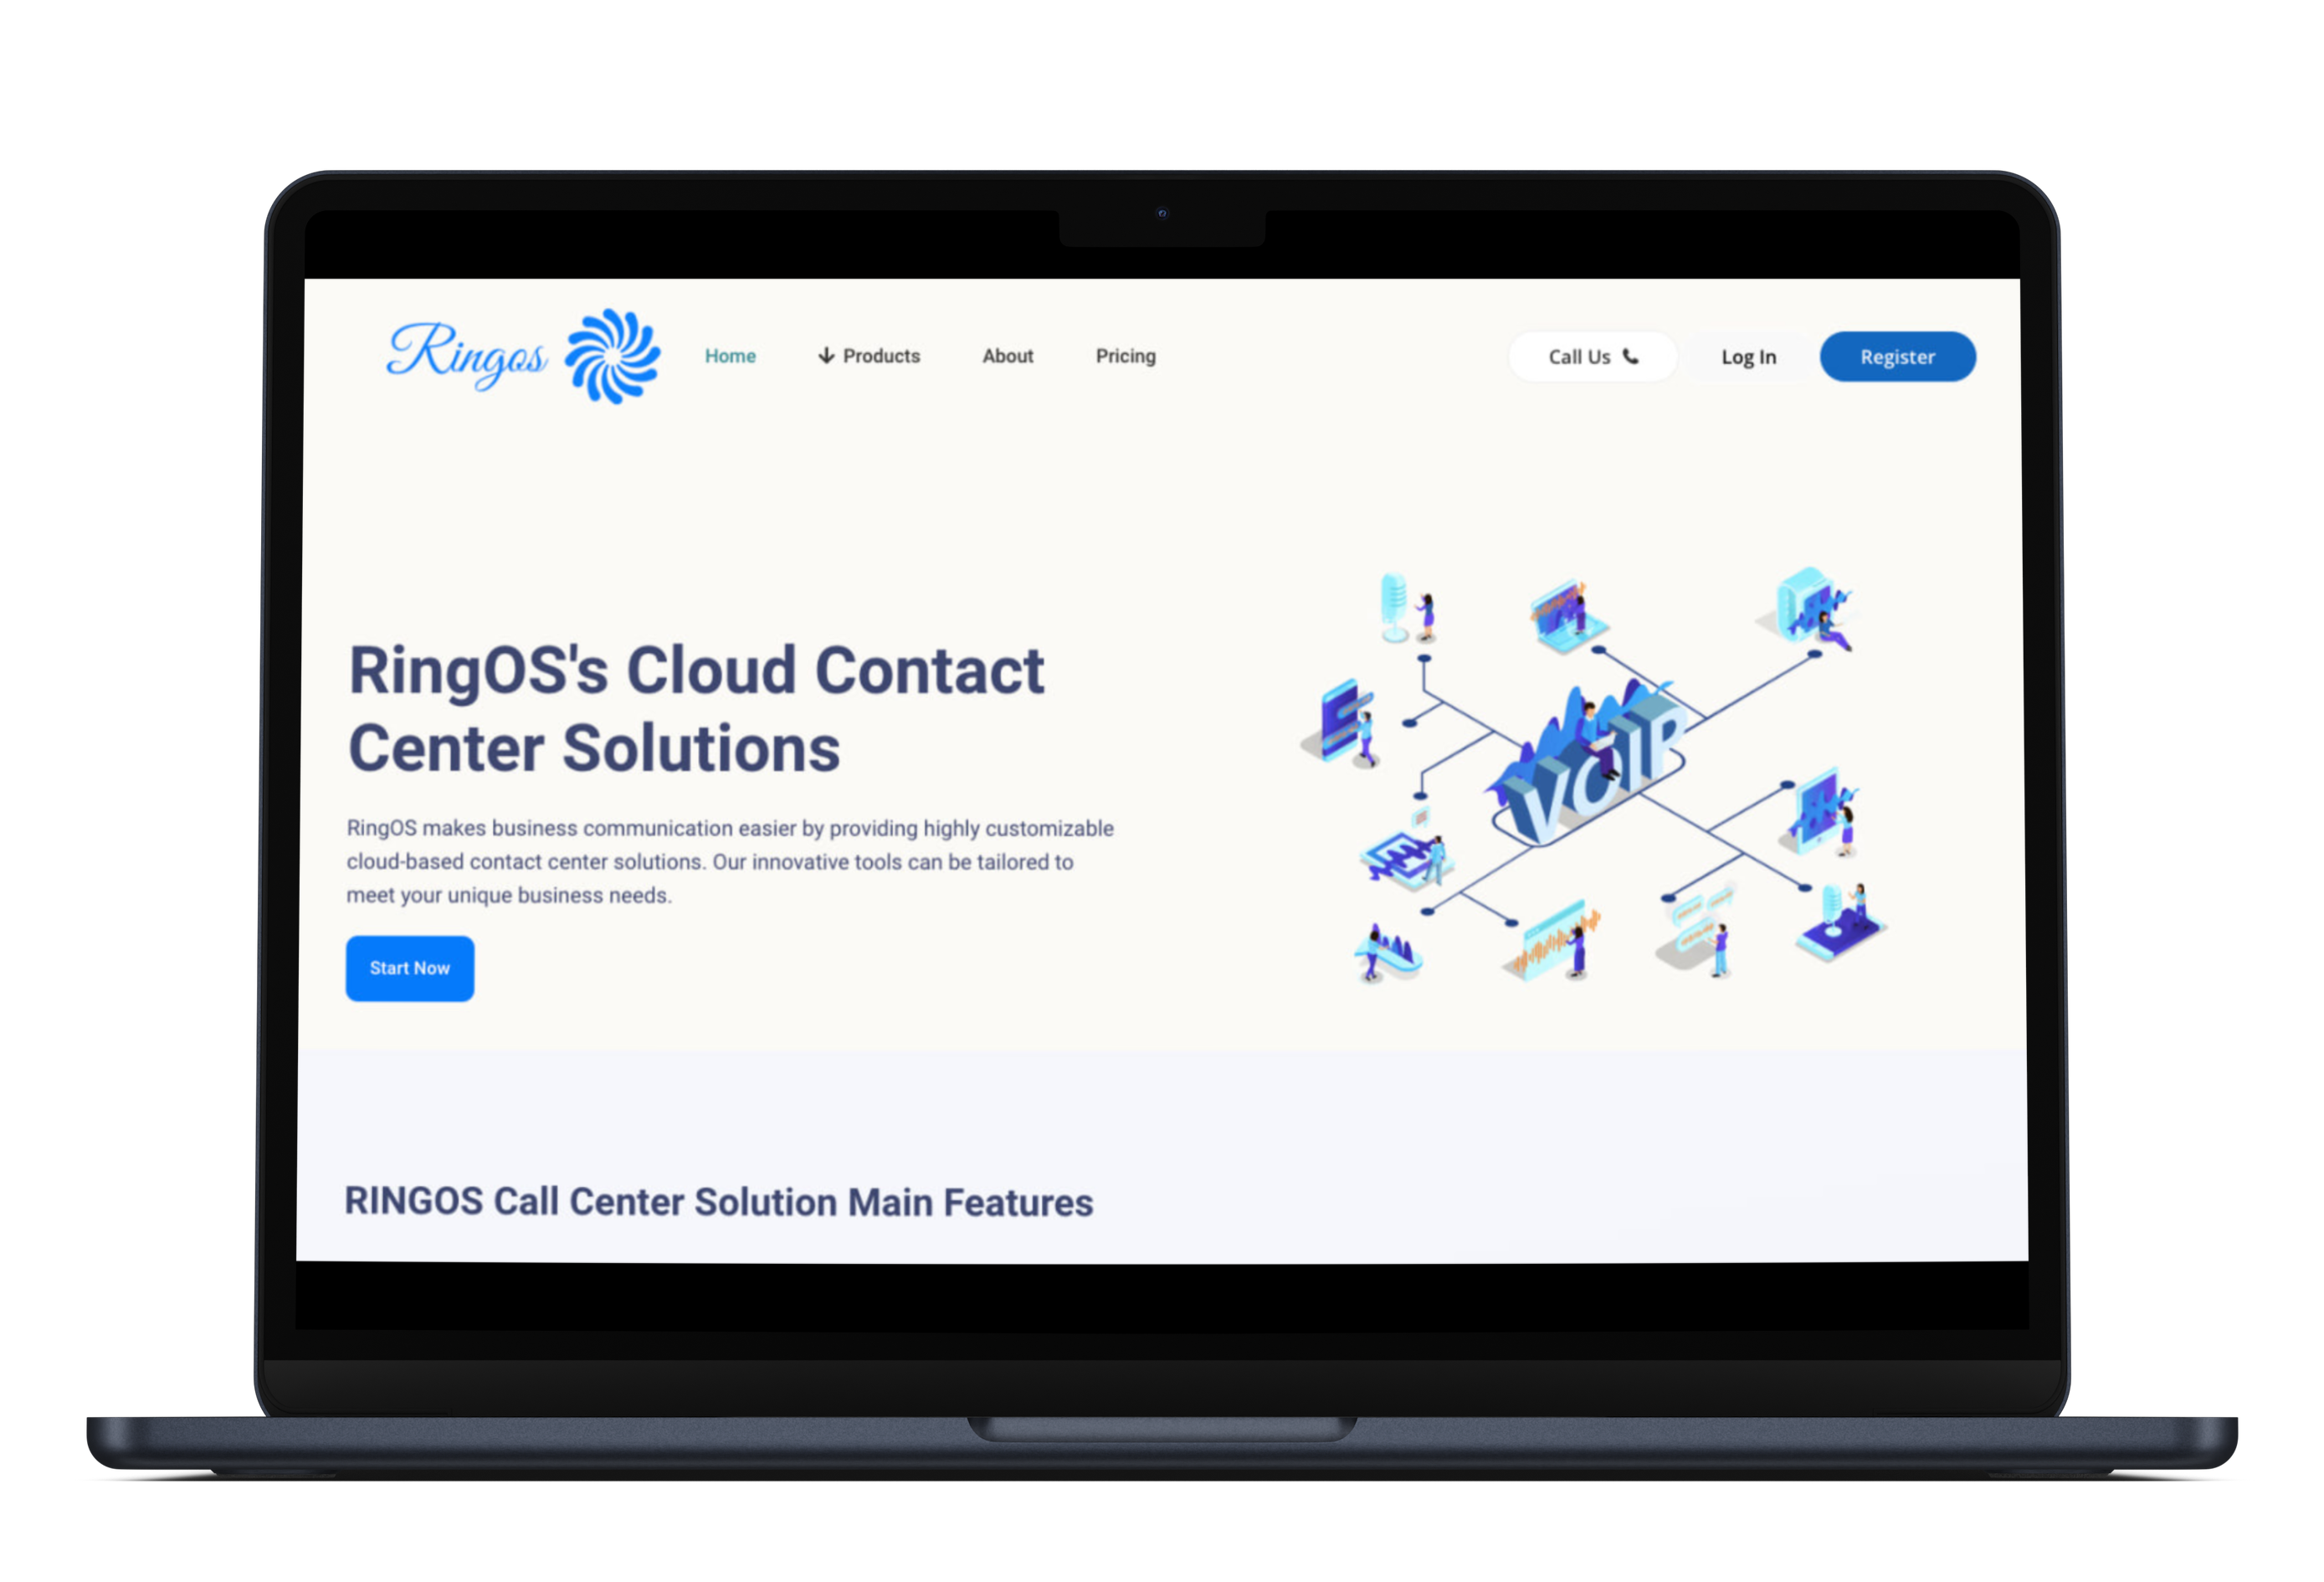 Ringos
Home
Products
About
Pricing
Call Us
Log In
Register
RingOS's Cloud Contact
Center Solutions
RingOS makes business communication easier by providing highly customizable
cloud-based contact center solutions. Our innovative tools can be tailored to
meet your unique business needs.
Start Now
VOIP
RINGOS Call Center Solution Main Features